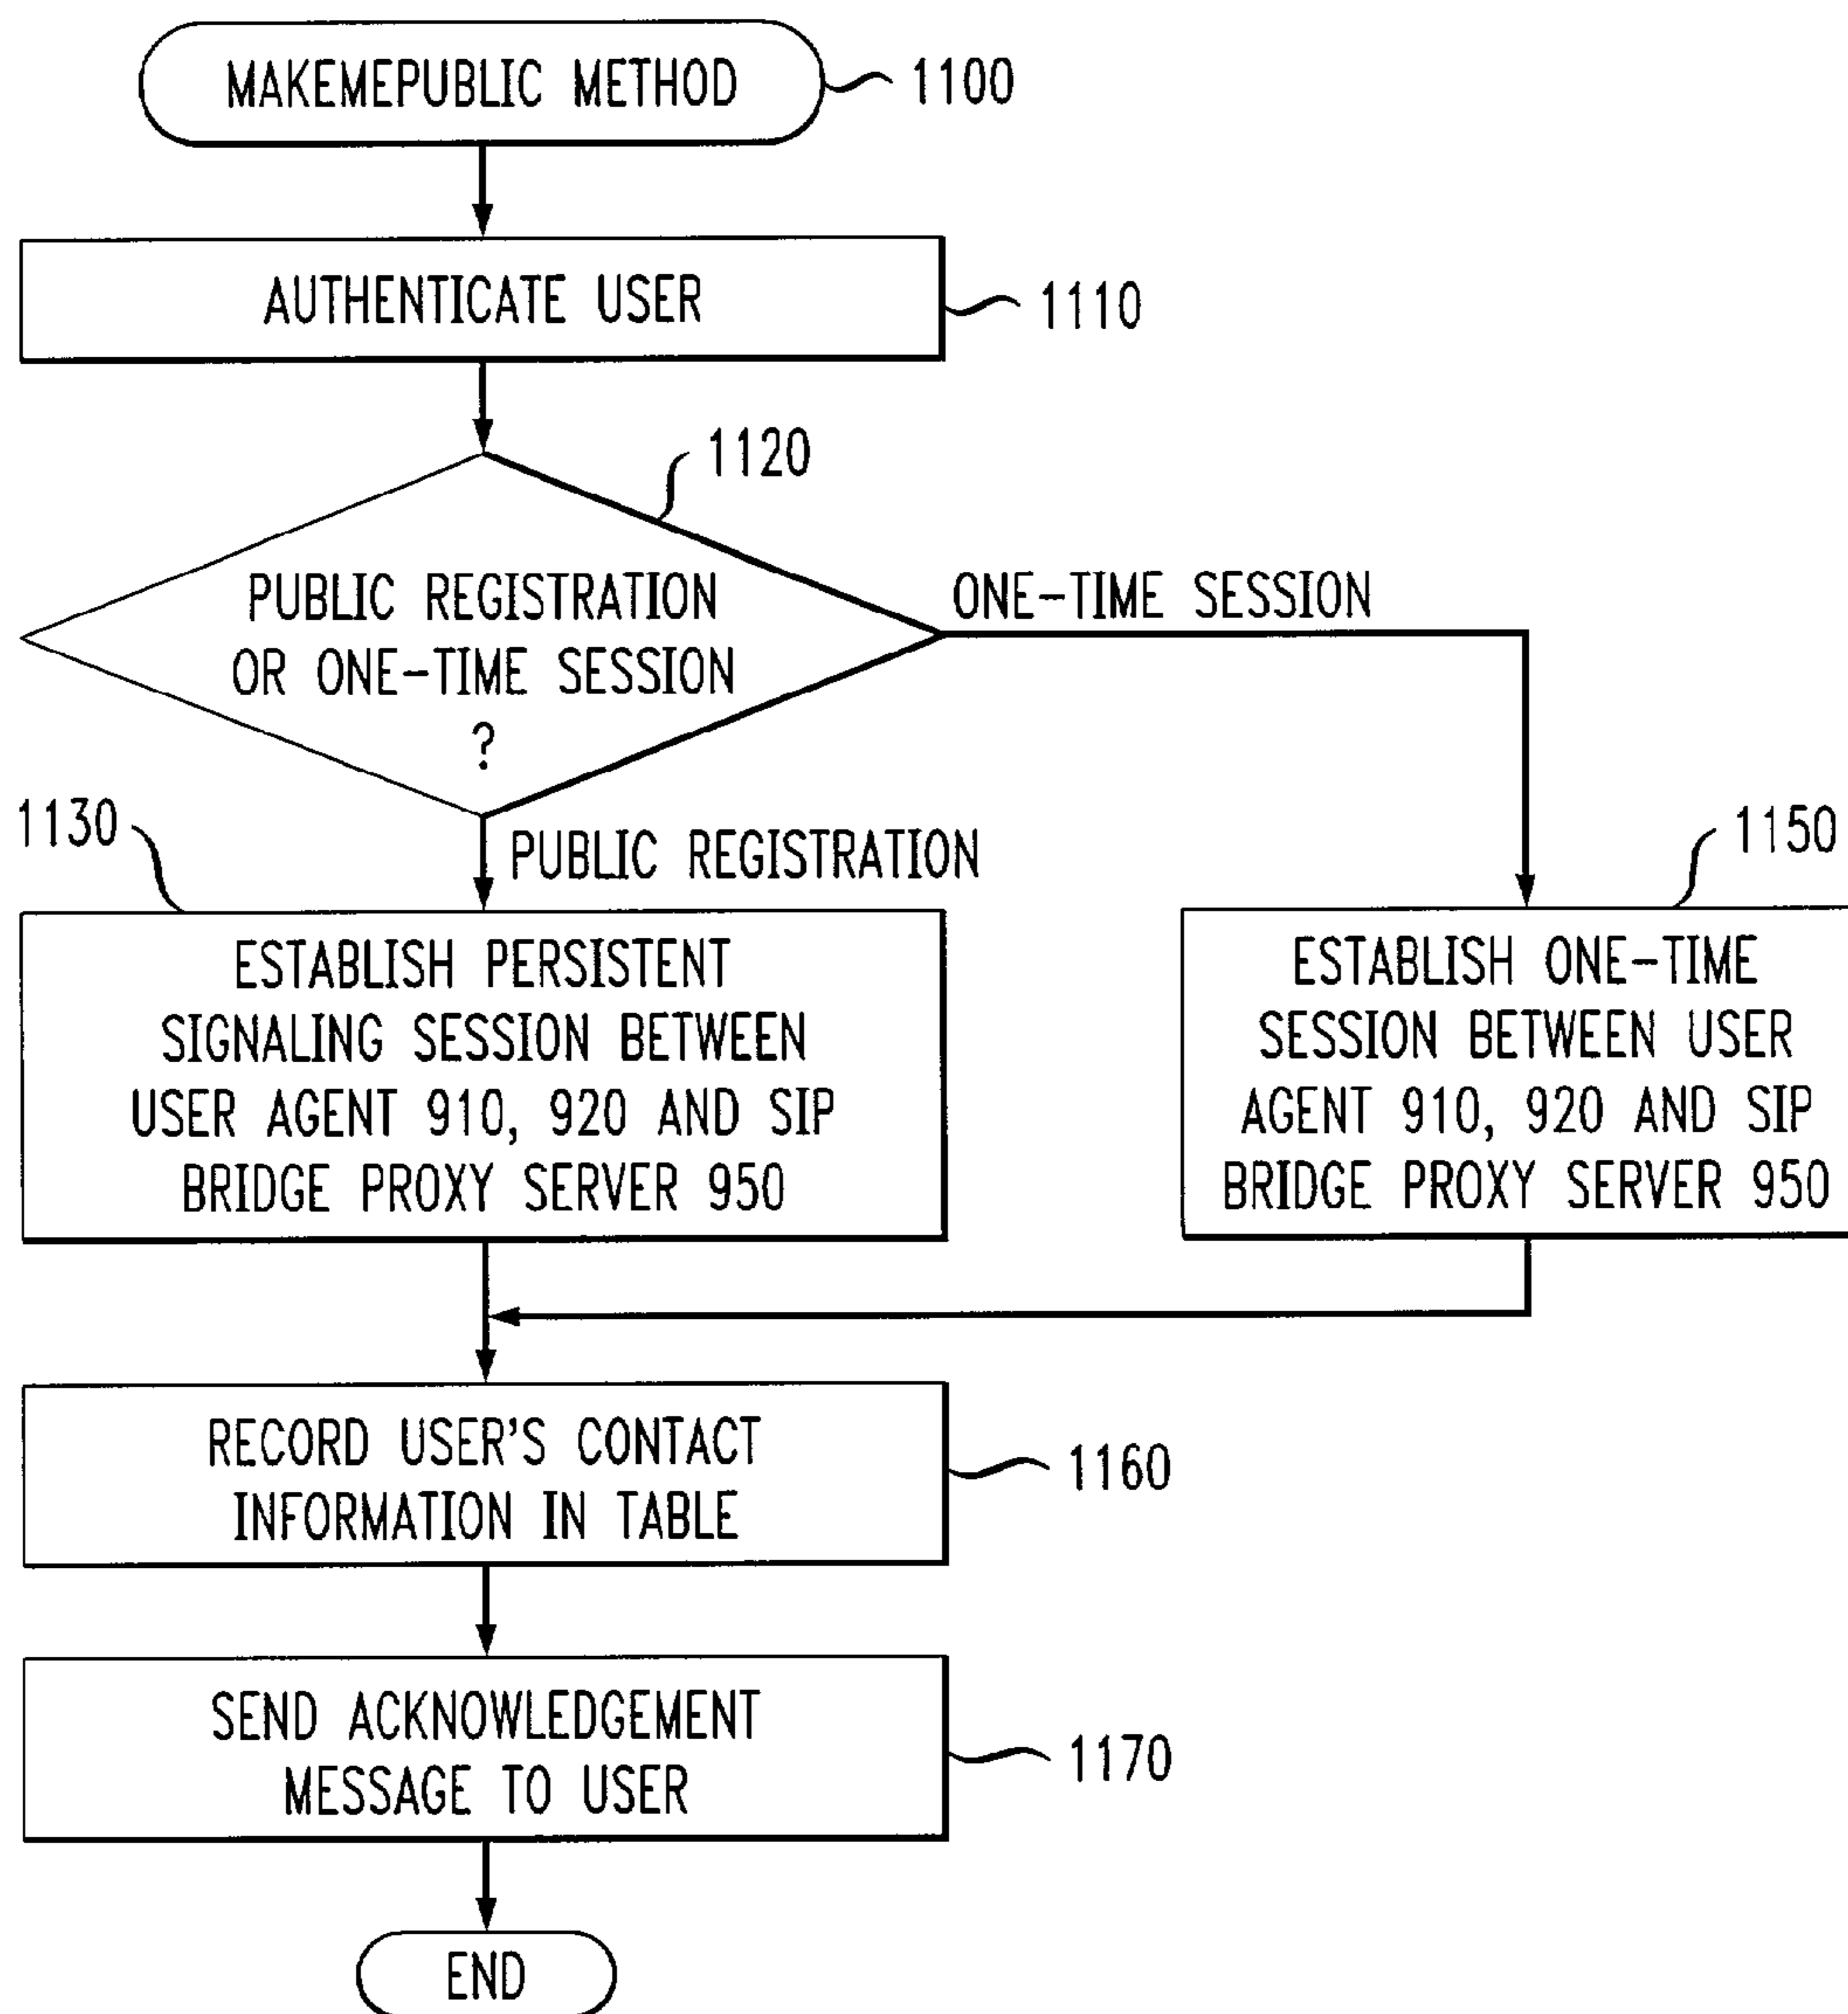 MAKEMEPUBLIC METHOD
1100
AUTHENTICATE USER
1110
1120
PUBLIC REGISTRATION
OR ONE-TIME SESSION
?
ONE-TIME SESSION
PUBLIC REGISTRATION
1130
ESTABLISH PERSISTENT
SIGNALING SESSION BETWEEN
USER AGENT 910, 920 AND SIP
BRIDGE PROXY SERVER 950
1150
ESTABLISH ONE-TIME
SESSION BETWEEN USER
AGENT 910, 920 AND SIP
BRIDGE PROXY SERVER 950
RECORD USER'S CONTACT
INFORMATION IN TABLE
1160
SEND ACKNOWLEDGEMENT
MESSAGE TO USER
1170
END